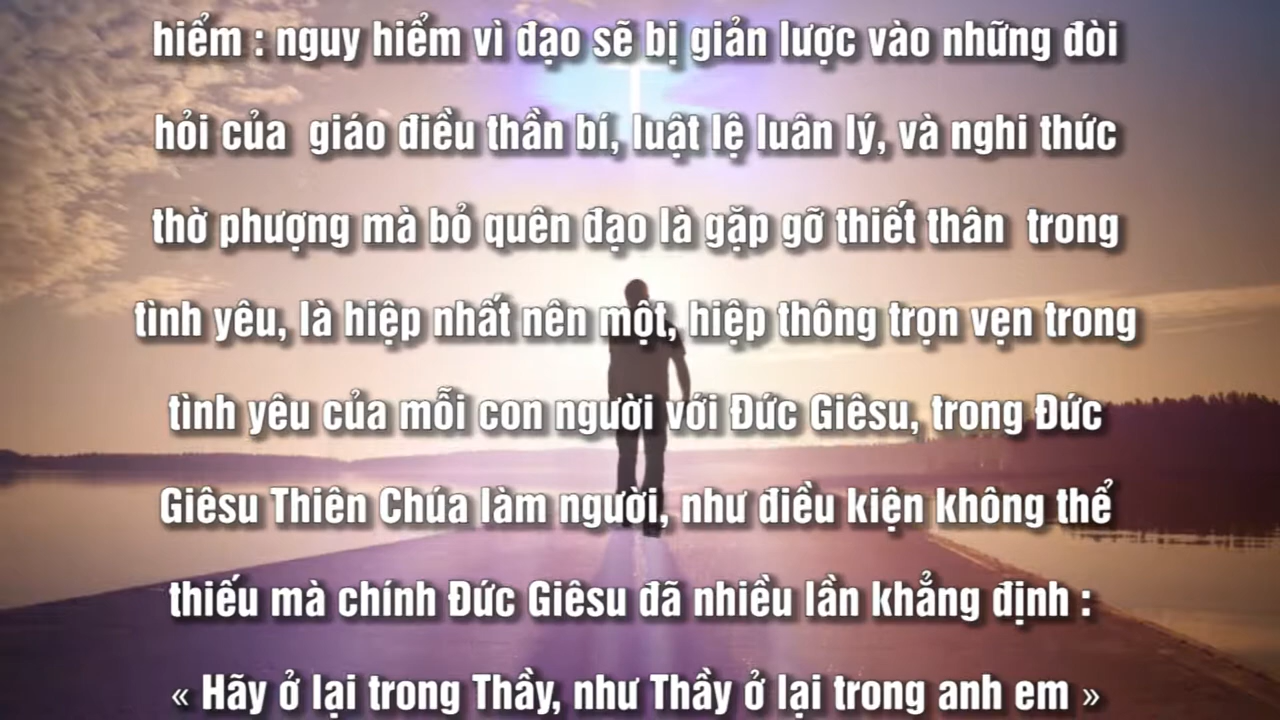 hiểm : nguy hiểm vì đạo sẽ bị giản lược vào những đòi
hỏi của giáo điều thần bí, luật lệ luân lý, và nghi thức
thờ phượng mà bỏ quên đạo là gặp gỡ thiết thân trong
tình yêu, là hiệp nhất nên một, hiệp thông trọn vẹn trong
tình yêu của mỗi con người với Đức Giêsu, trong Đức
Giêsu Thiên Chúa làm người, như điều kiện không thể
thiếu mà chính Đức Giêsu đã nhiều lần khẳng định :
« Hãy ở lại trong Thầy, như Thầy ở lại trong anh em »